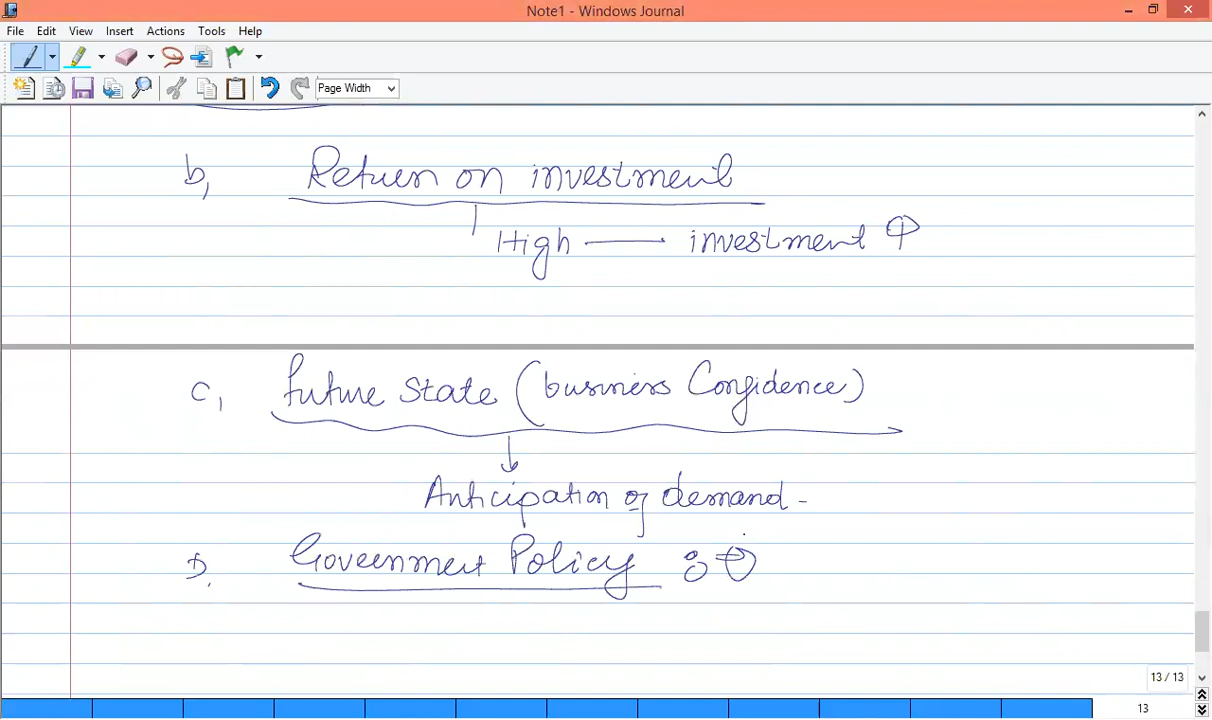 Note1 - Windows Journal
File Edit View Insert Actions Tools Help
Page Width
b, Return on investment
High — investment
C, future State (business Confidence)
Anticipation of demand -
D. Government Policy :
13 / 13
13